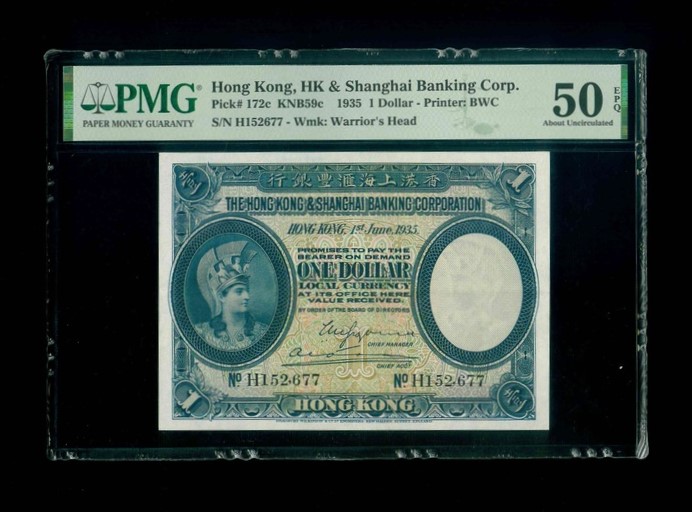 PMG
PAPER MONEY GUARANTY
Hong Kong, HK & Shanghai Banking Corp.
Pick# 172c KNB59c 1935 1 Dollar - Printer: BWC
S/N H152677 - Wmk: Warrior's Head
50
EPQ
About Uncirculated
行銀豐滙海上港香
1
THE HONG KONG & SHANGHAI BANKING CORPORATION
HONG KONG, 1st June, 1935.
PROMISES TO PAY THE
BEARER ON DEMAND
ONE DOLLAR
LOCAL CURRENCY
AT ITS OFFICE HERE
VALUE RECEIVED.
BY ORDER OF THE BOARD OF DIRECTORS
CHIEF MANAGER
CHIEF ACCT
No H152,677 No H152,677
1
HONG KONG